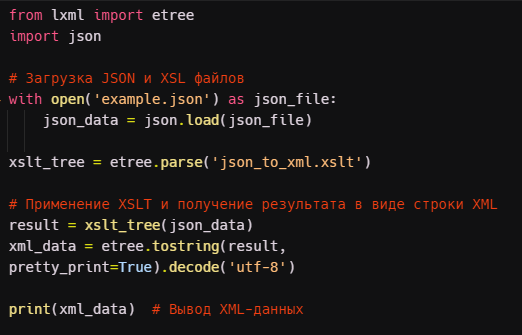 from lxml import etree
import json
# Загрузка JSON и XSL файлов
with open('example.json') as json_file:
    json_data = json.load(json_file)
xslt_tree = etree.parse('json_to_xml.xslt')
# Применение XSLT и получение результата в виде строки XML
result = xslt_tree(json_data)
xml_data = etree.tostring(result,
pretty_print=True).decode('utf-8')
print(xml_data)  # Вывод XML-данных